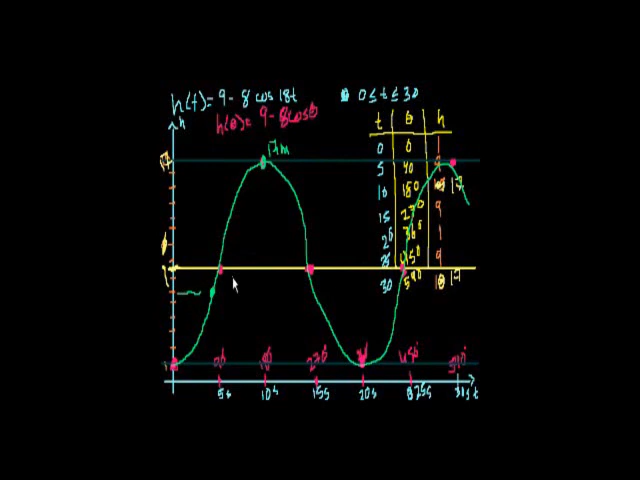 h(t)= 9 - 8 cos 18t
0 ≤ t ≤ 30
h(θ)= 9 - 8cosθ
t θ h
h
17m
0 0 1
5 90 9
10 180 17
15 270 9
20 360 1
25 450 9
30 540 17
90° 180° 270° 450° 540°
5s 10s 15s 20s 25s 30s t